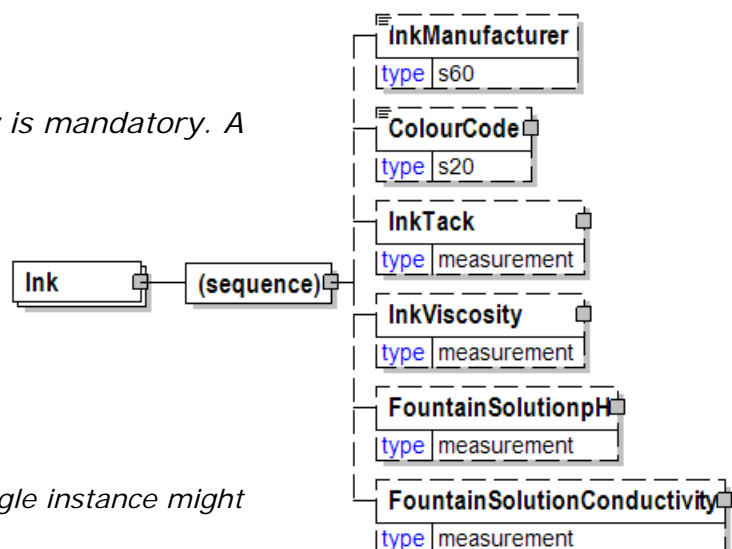 InkManufacturer
type s60
is mandatory. A
ColourCode
type s20
InkTack
type measurement
Ink
(sequence)
InkViscosity
type measurement
FountainSolutionpH
type measurement
gle instance might
FountainSolutionConductivity
type measurement